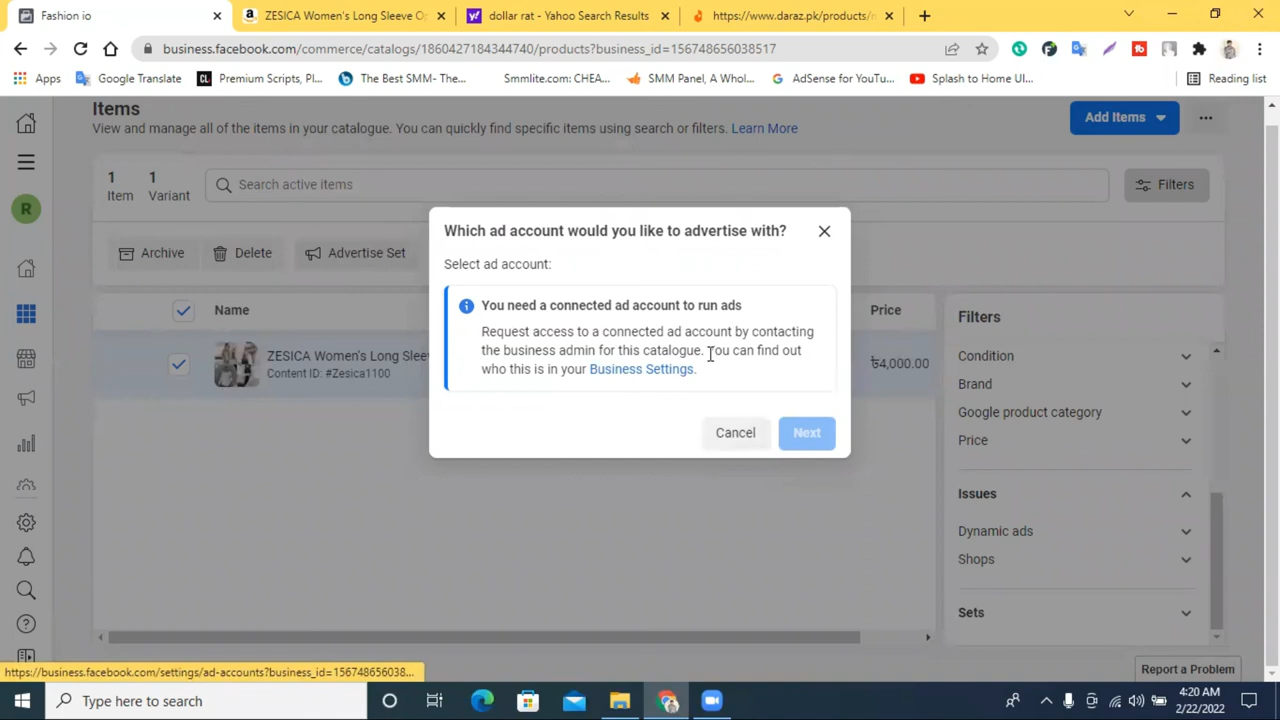 Fashion io
ZESICA Women's Long Sleeve Op
dollar rat - Yahoo Search Results
https://www.daraz.pk/products/n
business.facebook.com/commerce/catalogs/1860427184344740/products?business_id=156748656038517
Apps
Google Translate
Premium Scripts, Pl...
The Best SMM- The...
Smmlite.com: CHEA...
SMM Panel, A Whol...
AdSense for YouTu...
Splash to Home UI...
Reading list
Items
View and manage all of the items in your catalogue. You can quickly find specific items using search or filters. Learn More
Add Items
1 Item
1 Variant
Search active items
Filters
R
Archive
Delete
Advertise Set
Name
Price
ZESICA Women's Long Sleev
Content ID: #Zesica1100
৳4,000.00
Which ad account would you like to advertise with?
Select ad account:
You need a connected ad account to run ads
Request access to a connected ad account by contacting
the business admin for this catalogue. You can find out
who this is in your Business Settings.
Cancel
Next
Filters
Condition
Brand
Google product category
Price
Issues
Dynamic ads
Shops
Sets
Report a Problem
https://business.facebook.com/settings/ad-accounts?business_id=156748656038...
Type here to search
4:20 AM
2/22/2022